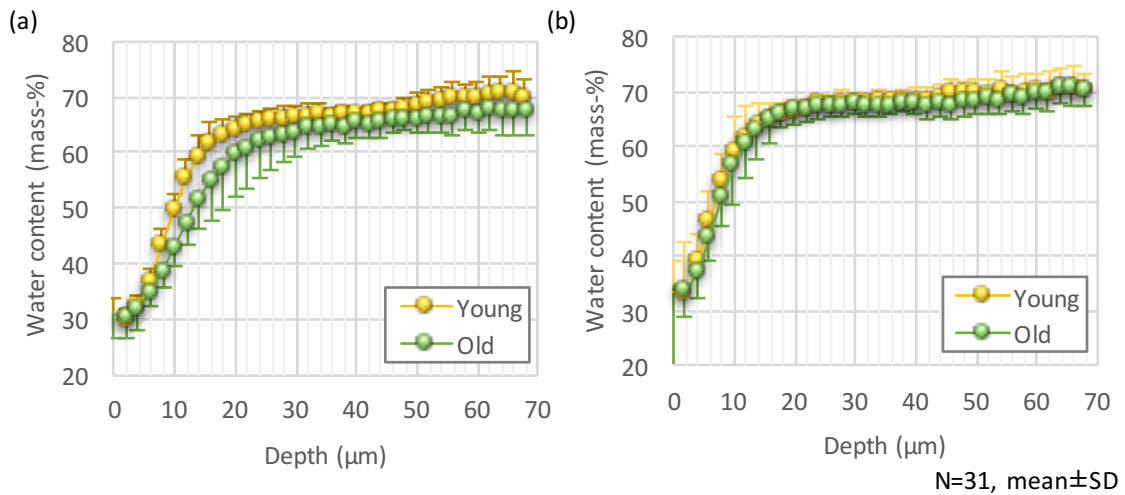 (a)
Water content (mass-%)
80
70
60
50
40
30
20
0 10 20 30 40 50 60 70
Depth (μm)
Young
Old
(b)
Water content (mass-%)
80
70
60
50
40
30
20
0 10 20 30 40 50 60 70
Depth (μm)
Young
Old
N=31, mean±SD